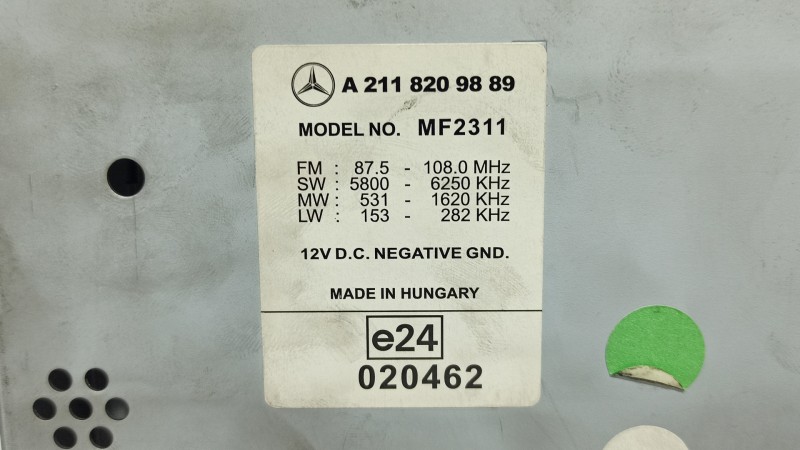 A 211 820 98 89
MODEL NO. MF2311
FM : 87.5 - 108.0 MHz
SW : 5800 - 6250 KHz
MW : 531 - 1620 KHz
LW : 153 - 282 KHz
12V D.C. NEGATIVE GND.
MADE IN HUNGARY
e24
020462